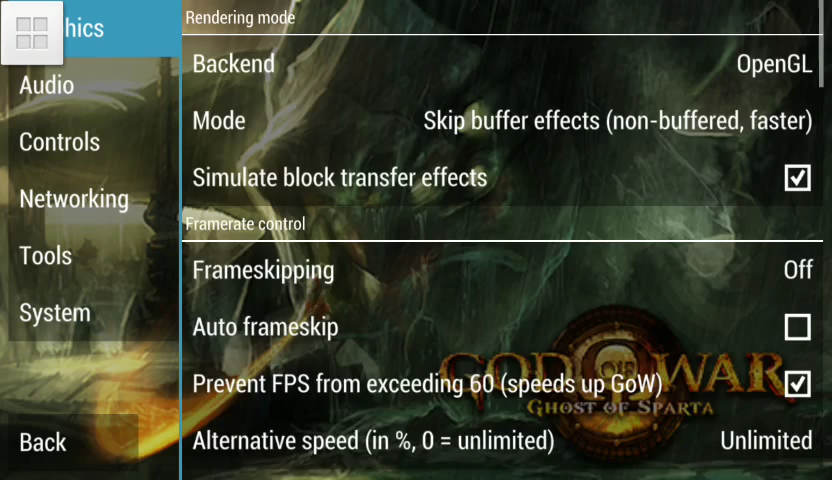 hics
Audio
Controls
Networking
Tools
System
Back
Rendering mode
Backend OpenGL
Mode Skip buffer effects (non-buffered, faster)
Simulate block transfer effects
Framerate control
Frameskipping Off
Auto frameskip
Prevent FPS from exceeding 60 (speeds up GoW)
Alternative speed (in %, 0 = unlimited) Unlimited
GOD OF WAR
GHOST OF SPARTA